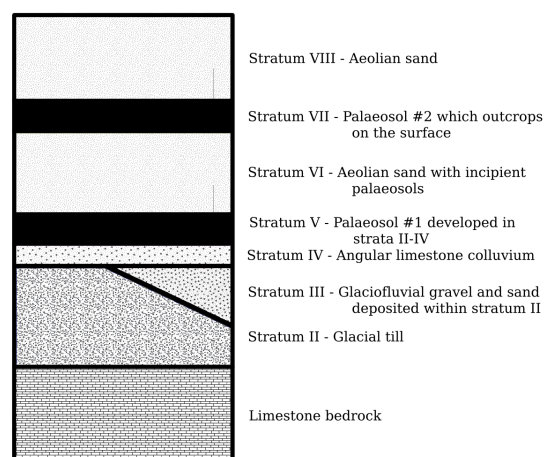 Stratum VIII - Aeolian sand
Stratum VII - Palaeosol #2 which outcrops
on the surface
Stratum VI - Aeolian sand with incipient
palaeosols
Stratum V - Palaeosol #1 developed in
strata II-IV
Stratum IV - Angular limestone colluvium
Stratum III - Glaciofluvial gravel and sand
deposited within stratum II
Stratum II - Glacial till
Limestone bedrock